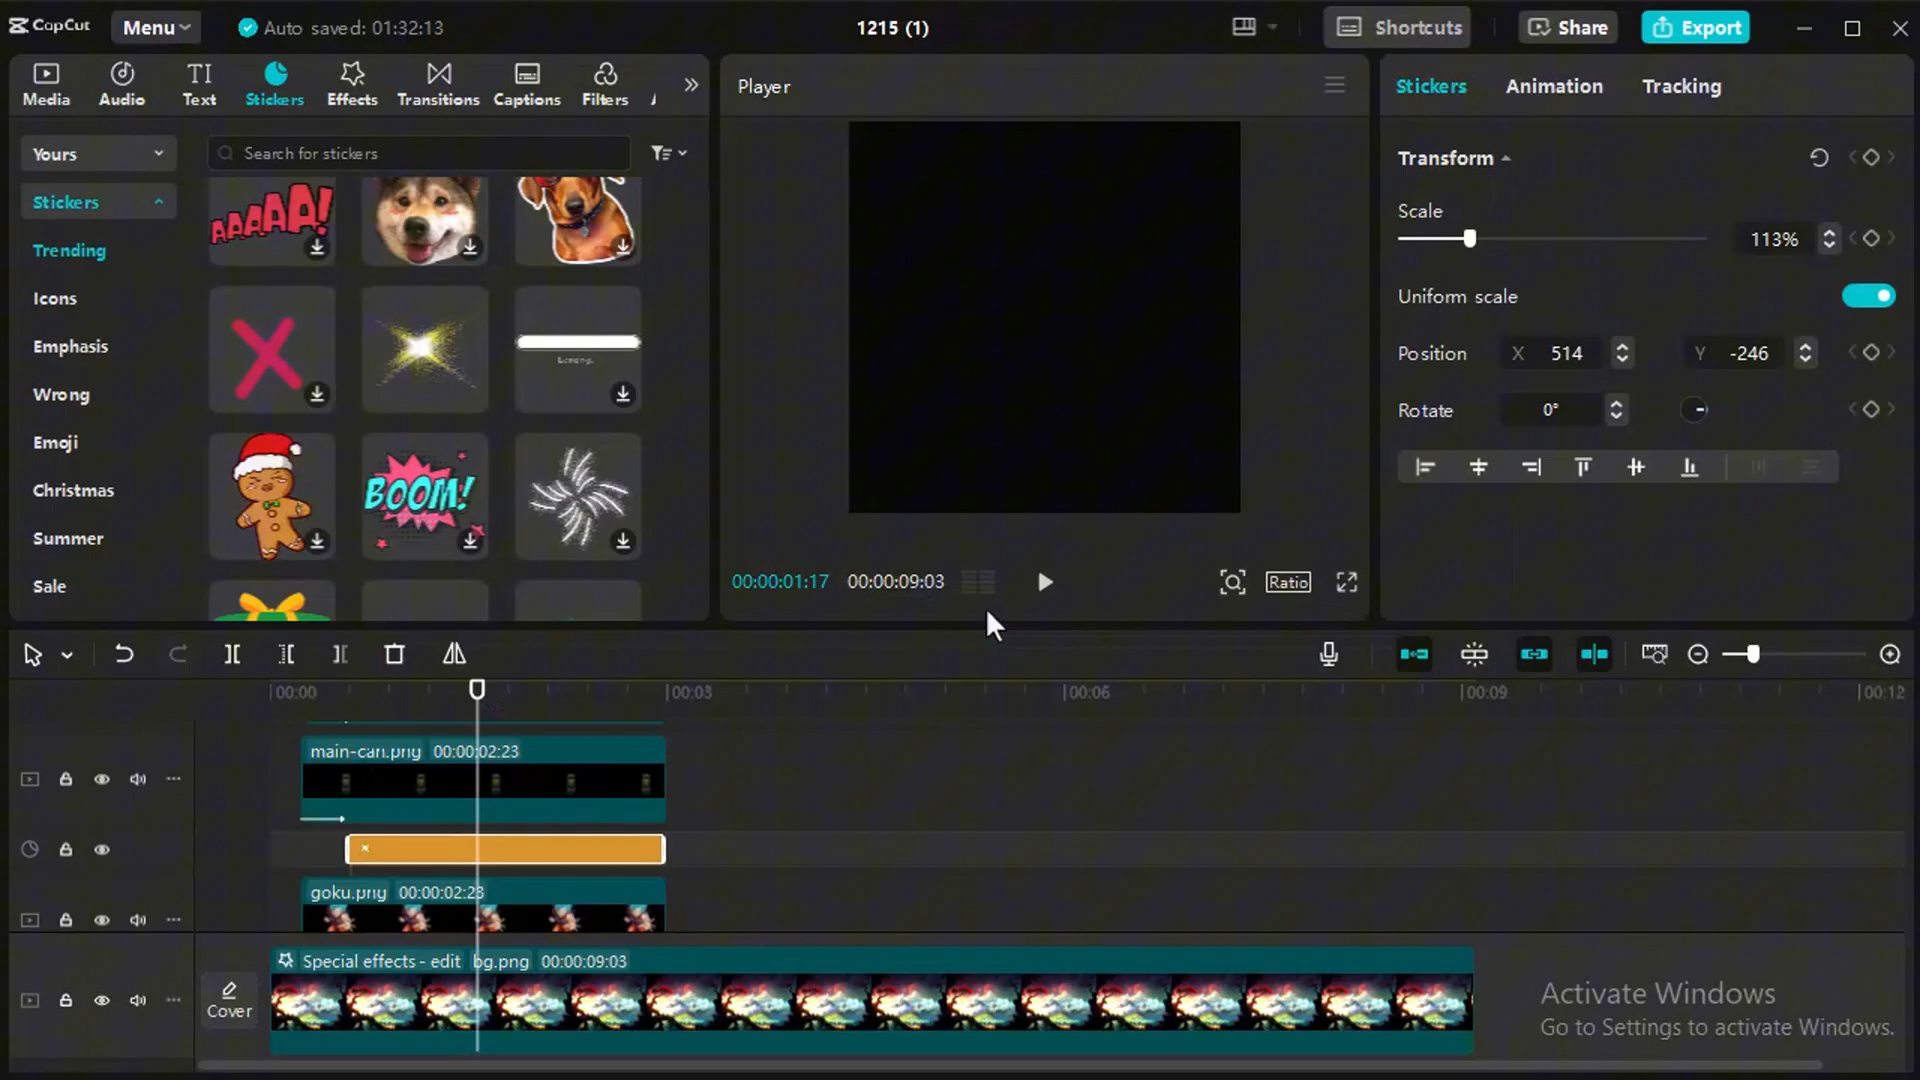 CapCut
Menu
Auto saved: 01:32:13
1215 (1)
Shortcuts
Share
Export
Media
Audio
TI
Text
Stickers
Effects
Transitions
Captions
Filters
Player
Stickers
Animation
Tracking
Yours
Search for stickers
Stickers
Trending
Icons
Emphasis
Wrong
Emoji
Christmas
Summer
Sale
AAAAA!
BOOM!
Transform
Scale
113%
Uniform scale
Position
X 514
Y -246
Rotate
0°
00:00:01:17
00:00:09:03
Ratio
00:00
00:03
00:06
00:09
00:12
main-can.png 00:00:02:23
goku.png 00:00:02:23
Special effects - edit bg.png 00:00:09:03
Cover
Activate Windows
Go to Settings to activate Windows.